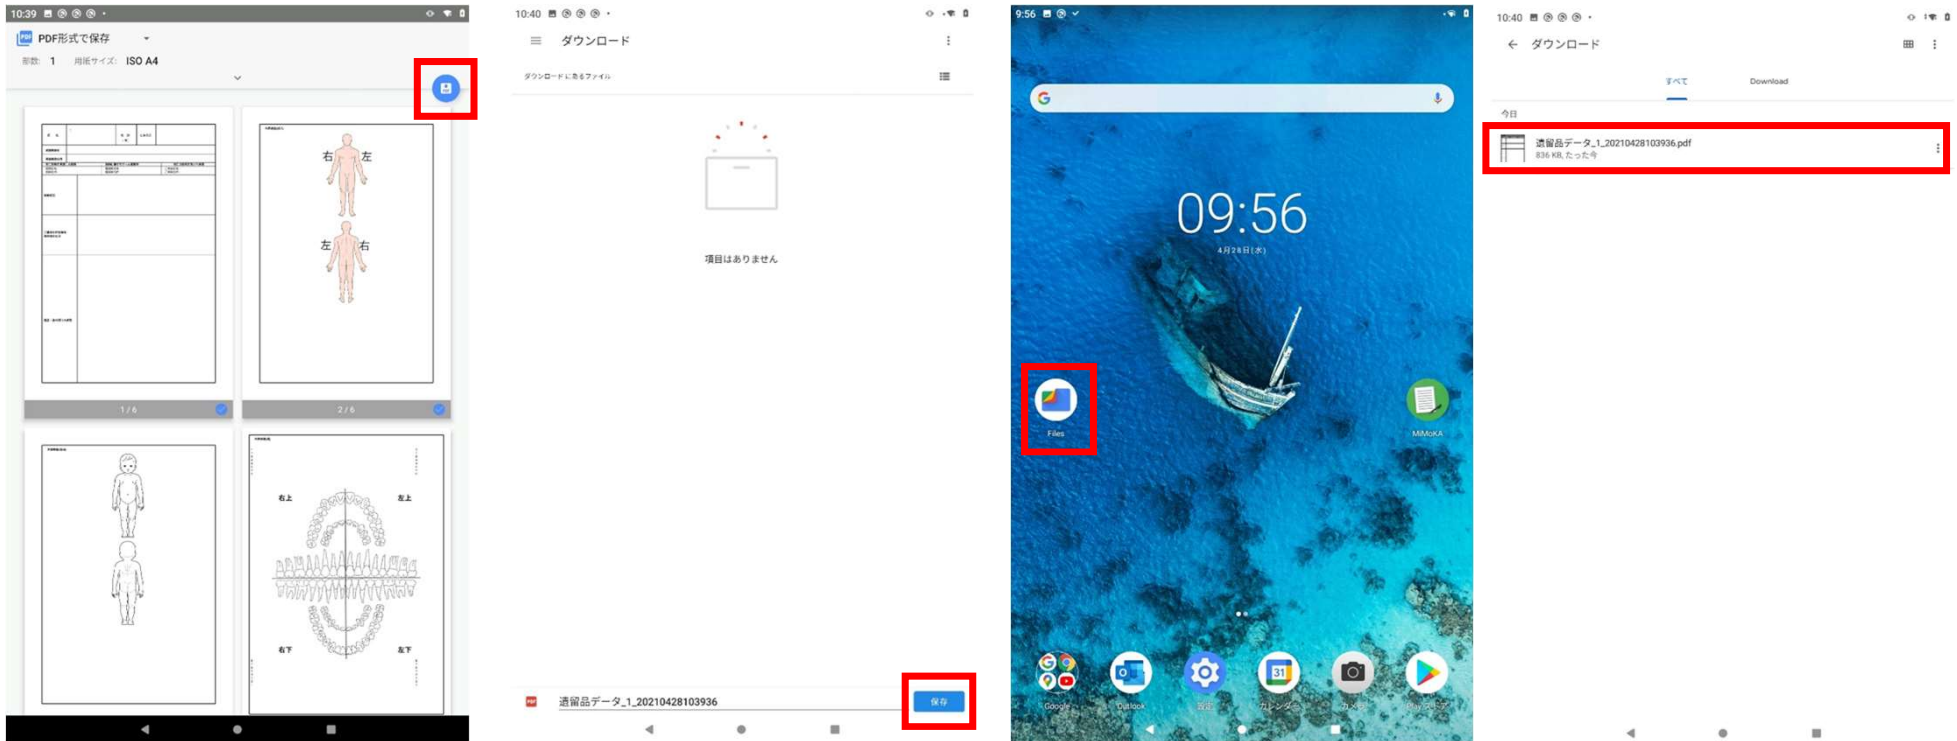 10:39
PDF形式で保存
部数: 1 用紙サイズ: ISO A4
右 左
左 右
1/6
2/6
右上 左上
右下 左下
10:40
ダウンロード
ダウンロードにあるファイル
項目はありません
PDF
遺留品データ_1_20210428103936
保存
9:56
09:56
4月28日(水)
Files
MiMoKA
31
Google Outlook 設定 カレンダー カメラ Play ストア
10:40
ダウンロード
すべて Download
今日
遺留品データ_1_20210428103936.pdf
836 KB, たった今